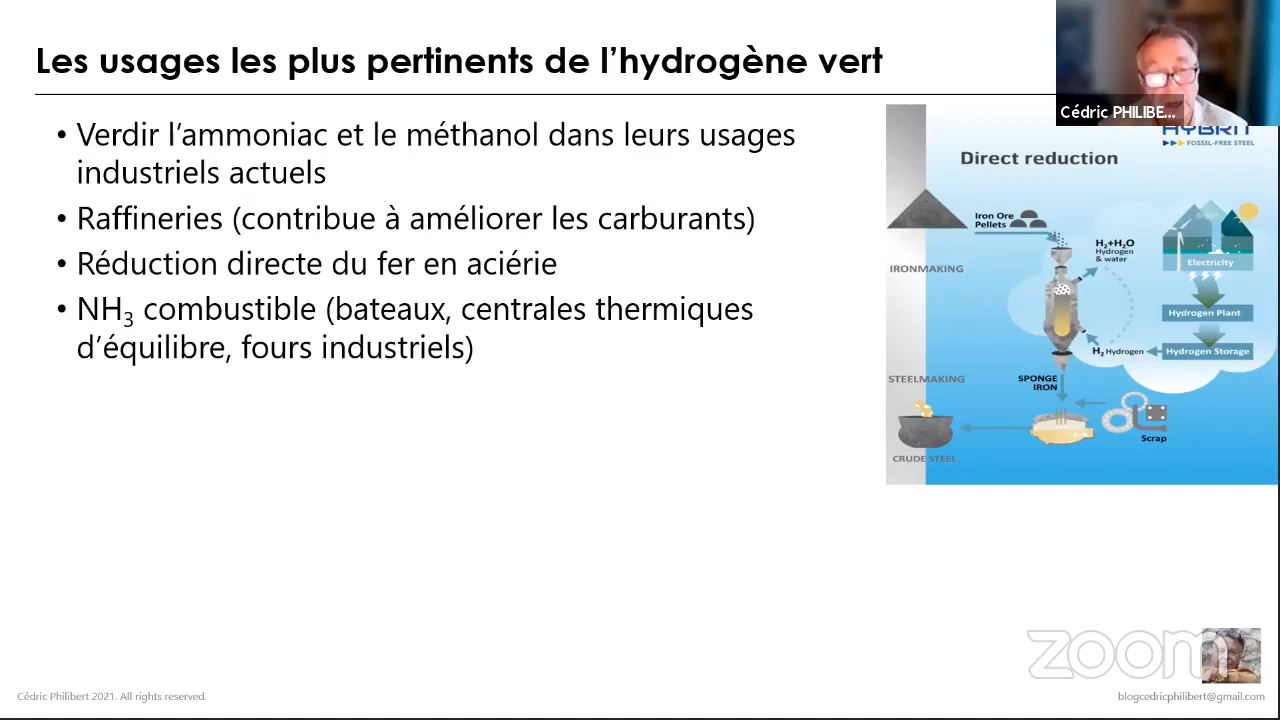 Les usages les plus pertinents de l’hydrogène vert
Cédric PHILIBE...
• Verdir l’ammoniac et le méthanol dans leurs usages
industriels actuels
• Raffineries (contribue à améliorer les carburants)
• Réduction directe du fer en aciérie
• NH₃ combustible (bateaux, centrales thermiques
d’équilibre, fours industriels)
HYBRIT
FOSSIL-FREE STEEL
Direct reduction
Iron Ore
Pellets
H₂+H₂O
Hydrogen
& water
IRONMAKING
Electricity
Hydrogen Plant
H₂ Hydrogen
Hydrogen Storage
STEELMAKING
SPONGE
IRON
Scrap
CRUDE STEEL
zoom
Cédric Philibert 2021. All rights reserved.
blogcedricphilibert@gmail.com